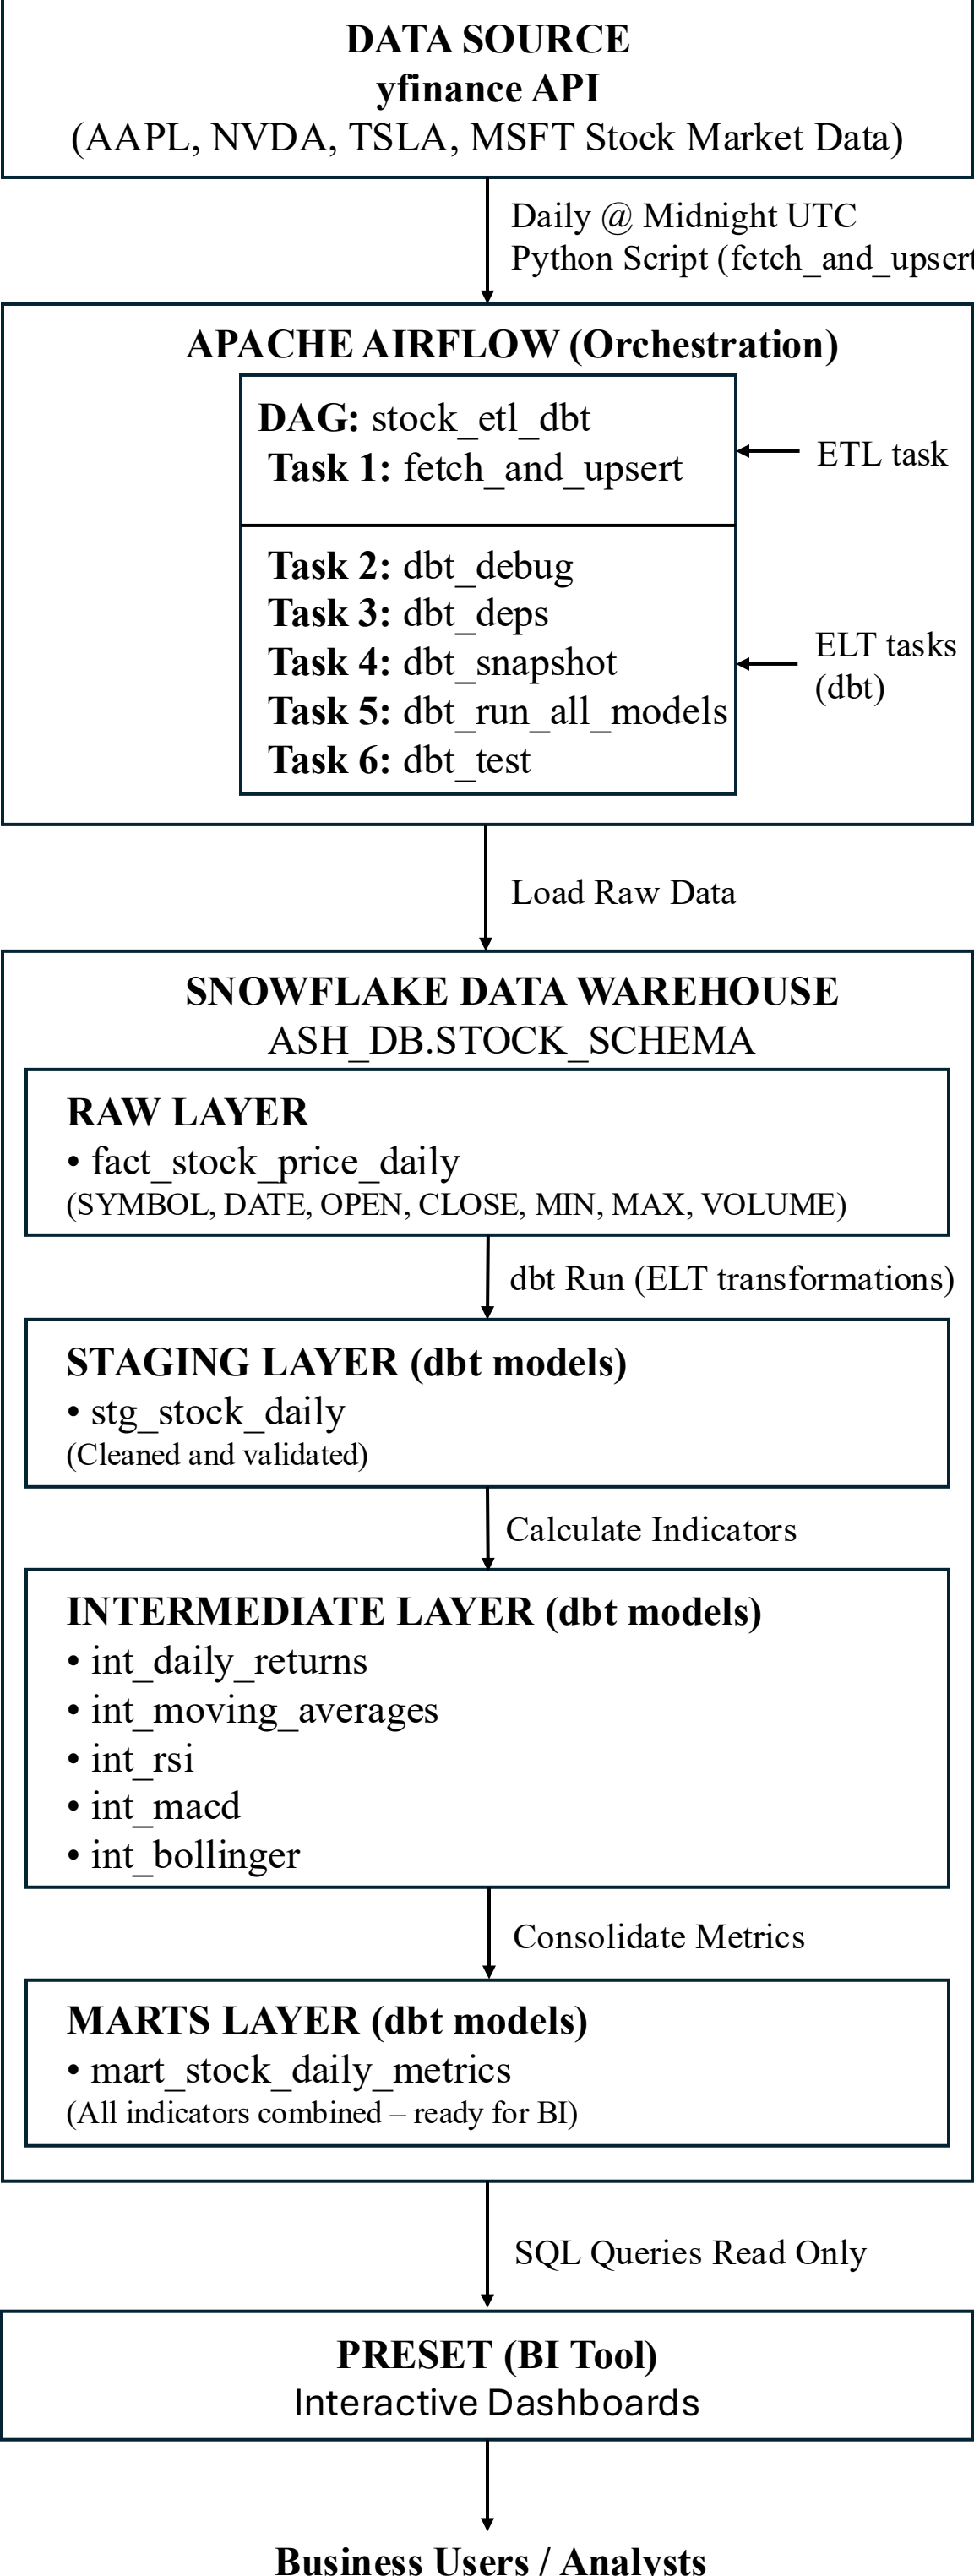 DATA SOURCE
yfinance API
(AAPL, NVDA, TSLA, MSFT Stock Market Data)
Daily @ Midnight UTC
Python Script (fetch_and_upsert
APACHE AIRFLOW (Orchestration)
DAG: stock_etl_dbt
Task 1: fetch_and_upsert
ETL task
Task 2: dbt_debug
Task 3: dbt_deps
Task 4: dbt_snapshot
Task 5: dbt_run_all_models
Task 6: dbt_test
ELT tasks
(dbt)
Load Raw Data
SNOWFLAKE DATA WAREHOUSE
ASH_DB.STOCK_SCHEMA
RAW LAYER
• fact_stock_price_daily
(SYMBOL, DATE, OPEN, CLOSE, MIN, MAX, VOLUME)
dbt Run (ELT transformations)
STAGING LAYER (dbt models)
• stg_stock_daily
(Cleaned and validated)
Calculate Indicators
INTERMEDIATE LAYER (dbt models)
• int_daily_returns
• int_moving_averages
• int_rsi
• int_macd
• int_bollinger
Consolidate Metrics
MARTS LAYER (dbt models)
• mart_stock_daily_metrics
(All indicators combined – ready for BI)
SQL Queries Read Only
PRESET (BI Tool)
Interactive Dashboards
Business Users / Analysts